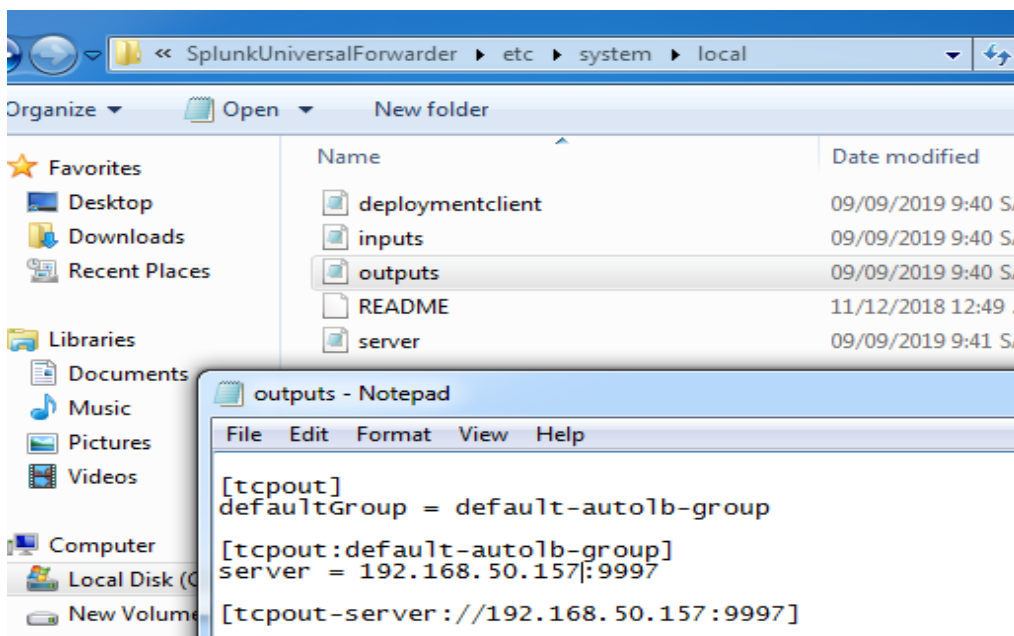 « SplunkUniversalForwarder ▸ etc ▸ system ▸ local
Organize Open New folder
Name Date modified
Favorites
Desktop
Downloads
Recent Places
Libraries
Documents
Music
Pictures
Videos
Computer
Local Disk (C
New Volume
deploymentclient 09/09/2019 9:40 S
inputs 09/09/2019 9:40 S
outputs 09/09/2019 9:40 S
README 11/12/2018 12:49
server 09/09/2019 9:41 S
outputs - Notepad
File Edit Format View Help
[tcpout]
defaultGroup = default-autolb-group
[tcpout:default-autolb-group]
server = 192.168.50.157:9997
[tcpout-server://192.168.50.157:9997]